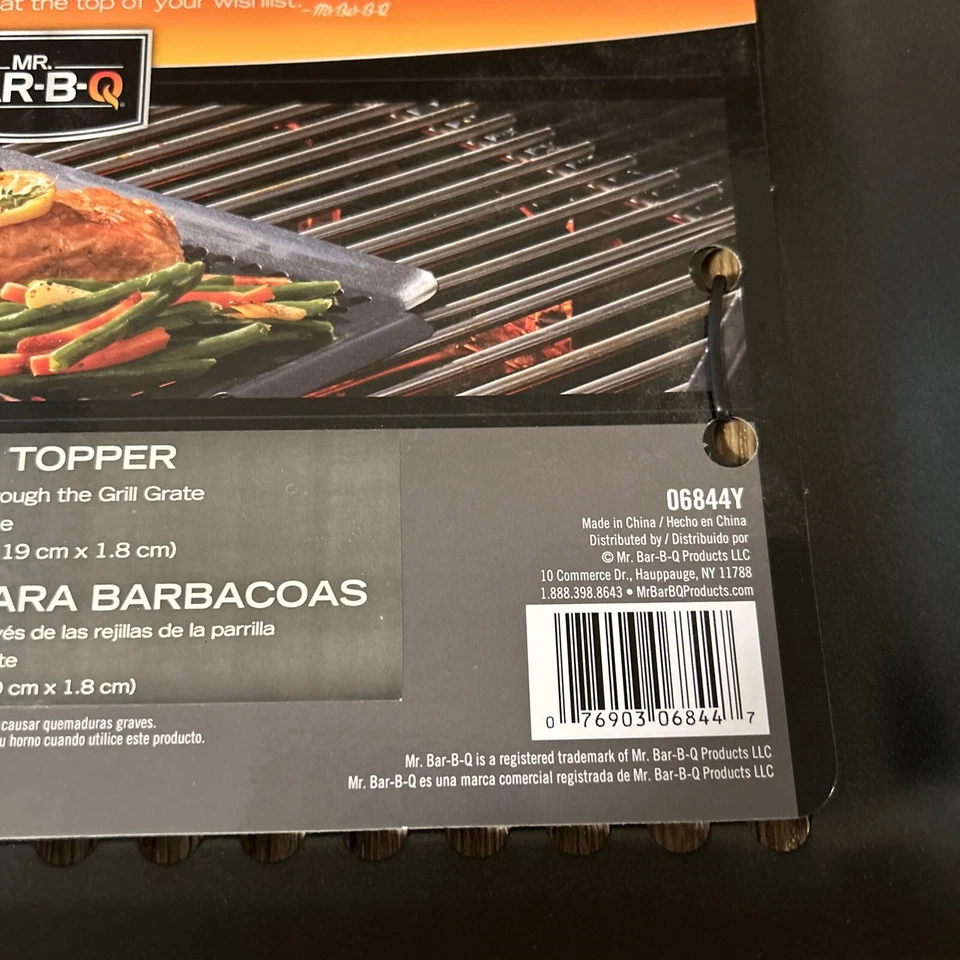 at the top of your wishlist. –Mr. Bar-B-Q
MR.
AR-B-Q
TOPPER
ough the Grill Grate
e
19 cm x 1.8 cm)
ARA BARBACOAS
vés de las rejillas de la parrilla
te
cm x 1.8 cm)
causar quemaduras graves.
u horno cuando utilice este producto.
06844Y
Made in China / Hecho en China
Distributed by / Distribuido por
© Mr. Bar-B-Q Products LLC
10 Commerce Dr., Hauppauge, NY 11788
1.888.398.8643 • MrBarBQProducts.com
0 76903 06844 7
Mr. Bar-B-Q is a registered trademark of Mr. Bar-B-Q Products LLC
Mr. Bar-B-Q es una marca comercial registrada de Mr. Bar-B-Q Products LLC